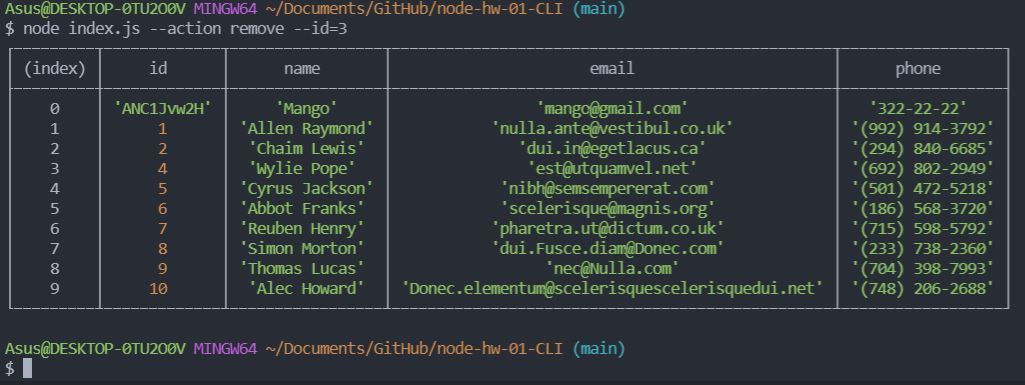 Asus@DESKTOP-0TU2O0V MINGW64 ~/Documents/GitHub/node-hw-01-CLI (main)
$ node index.js --action remove --id=3
(index) id name email phone
0 'ANC1Jvw2H' 'Mango' 'mango@gmail.com' '322-22-22'
1 1 'Allen Raymond' 'nulla.ante@vestibul.co.uk' '(992) 914-3792'
2 2 'Chaim Lewis' 'dui.in@egetlacus.ca' '(294) 840-6685'
3 4 'Wylie Pope' 'est@utquamvel.net' '(692) 802-2949'
4 5 'Cyrus Jackson' 'nibh@semsempererat.com' '(501) 472-5218'
5 6 'Abbot Franks' 'scelerisque@magnis.org' '(186) 568-3720'
6 7 'Reuben Henry' 'pharetra.ut@dictum.co.uk' '(715) 598-5792'
7 8 'Simon Morton' 'dui.Fusce.diam@Donec.com' '(233) 738-2360'
8 9 'Thomas Lucas' 'nec@Nulla.com' '(704) 398-7993'
9 10 'Alec Howard' 'Donec.elementum@scelerisquescelerisquedui.net' '(748) 206-2688'
Asus@DESKTOP-0TU2O0V MINGW64 ~/Documents/GitHub/node-hw-01-CLI (main)
$